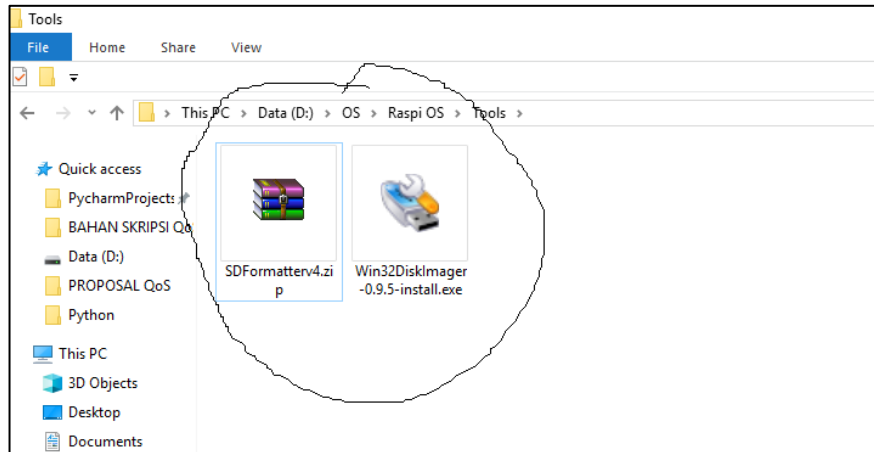 Tools
File Home Share View
This PC > Data (D:) > OS > Raspi OS > Tools >
Quick access
PycharmProjects
BAHAN SKRIPSI Qo
Data (D:)
PROPOSAL QoS
Python
This PC
3D Objects
Desktop
Documents
SDFormatterv4.zi
p
Win32DiskImager
-0.9.5-install.exe